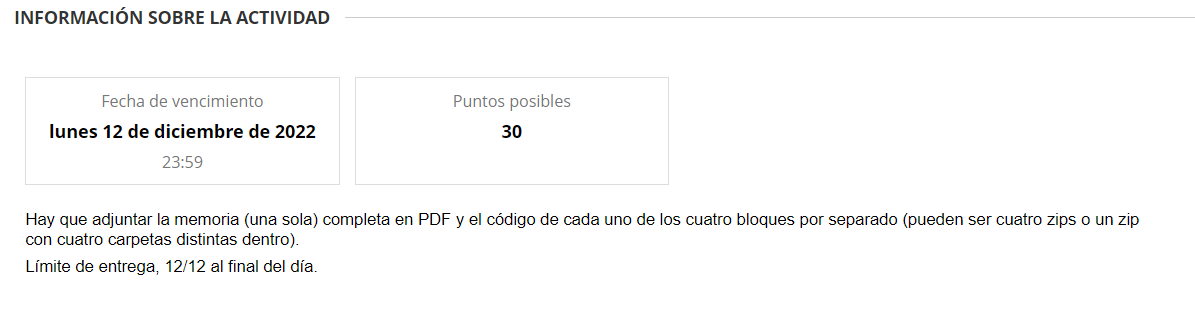 INFORMACIÓN SOBRE LA ACTIVIDAD
Fecha de vencimiento
lunes 12 de diciembre de 2022
23:59
Puntos posibles
30
Hay que adjuntar la memoria (una sola) completa en PDF y el código de cada uno de los cuatro bloques por separado (pueden ser cuatro zips o un zip
con cuatro carpetas distintas dentro).
Límite de entrega, 12/12 al final del día.